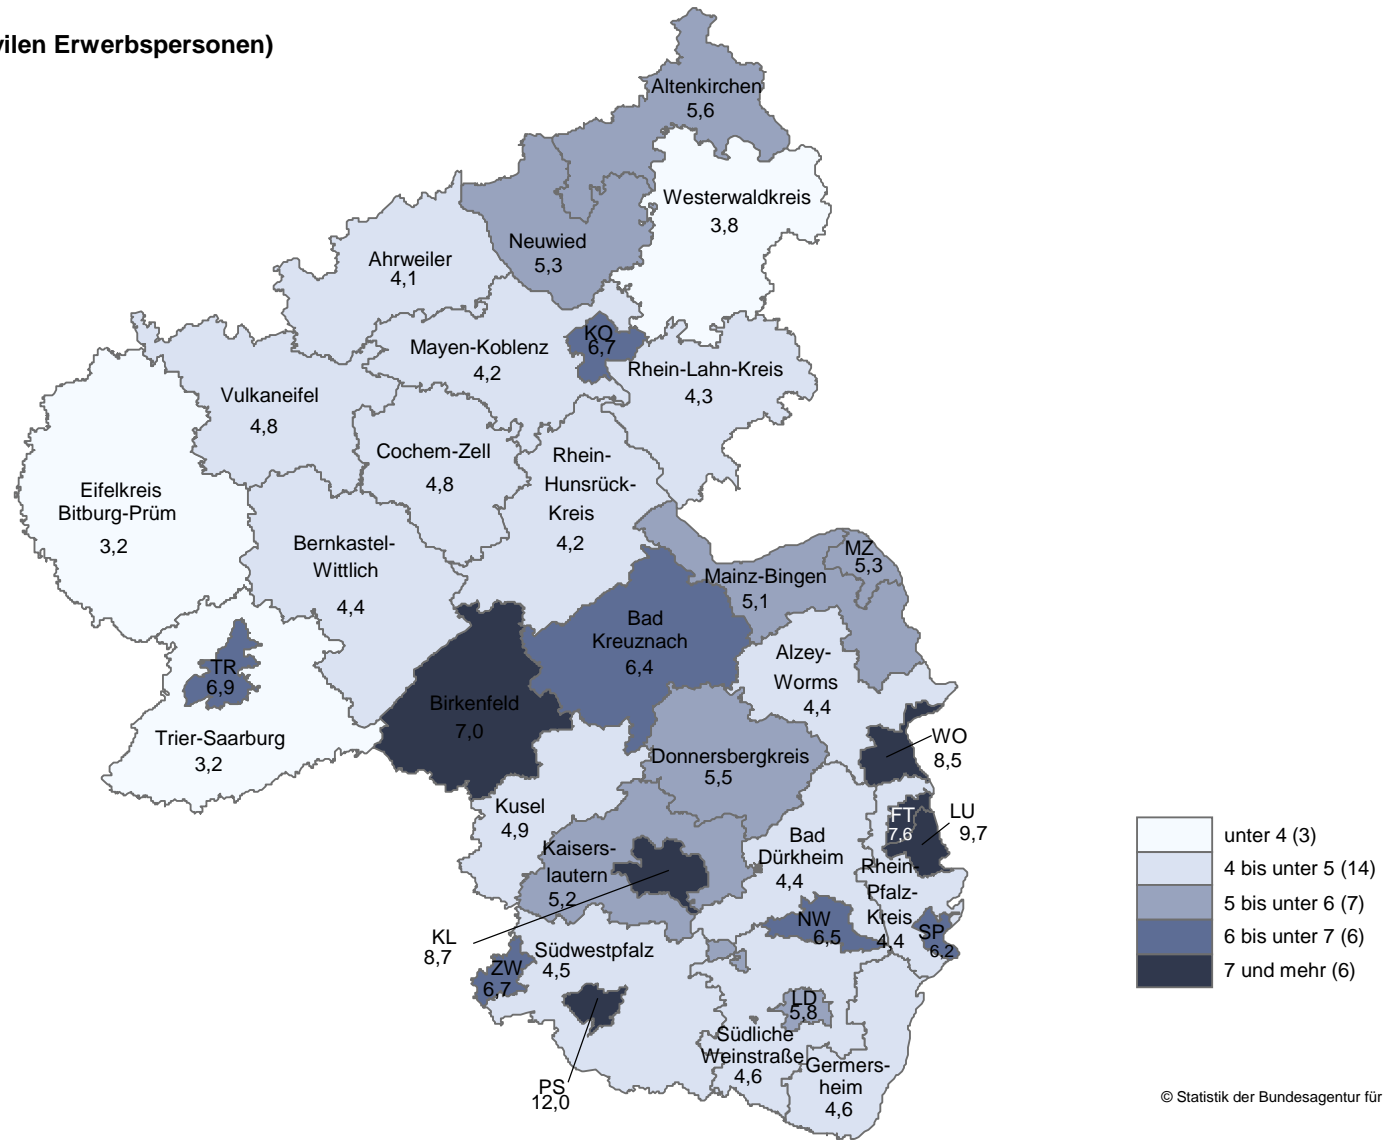 vilen Erwerbspersonen)
Altenkirchen
5,6
Westerwaldkreis
3,8
Neuwied
5,3
Ahrweiler
4,1
KO
6,7
Mayen-Koblenz
4,2
Rhein-Lahn-Kreis
4,3
Vulkaneifel
4,8
Cochem-Zell
4,8
Rhein-
Hunsrück-
Kreis
4,2
Eifelkreis
Bitburg-Prüm
3,2
Bernkastel-
Wittlich
4,4
MZ
5,3
Mainz-Bingen
5,1
Bad
Kreuznach
6,4
Alzey-
Worms
4,4
TR
6,9
Trier-Saarburg
3,2
Birkenfeld
7,0
WO
8,5
Donnersbergkreis
5,5
Kusel
4,9
FT
7,6
LU
9,7
Kaisers-
lautern
5,2
Bad
Dürkheim
4,4
Rhein-
Pfalz-
Kreis
4,4
NW
6,5
SP
6,2
KL
8,7
Südwestpfalz
4,5
ZW
6,7
LD
5,8
Südliche
Weinstraße
4,6
Germers-
heim
4,6
PS
12,0
unter 4 (3)
4 bis unter 5 (14)
5 bis unter 6 (7)
6 bis unter 7 (6)
7 und mehr (6)
© Statistik der Bundesagentur für